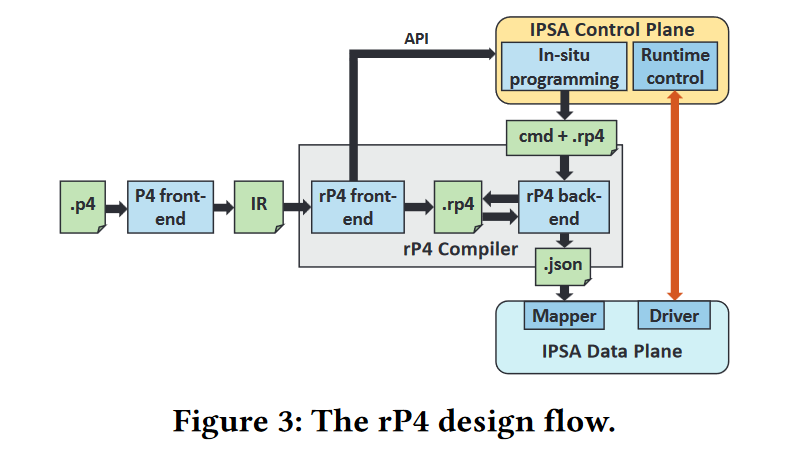 IPSA Control Plane
API
In-situ
programming
Runtime
control
cmd + .rp4
.p4
P4 front-
end
IR
rP4 front-
end
.rp4
rP4 back-
end
rP4 Compiler
.json
Mapper
Driver
IPSA Data Plane
Figure 3: The rP4 design flow.